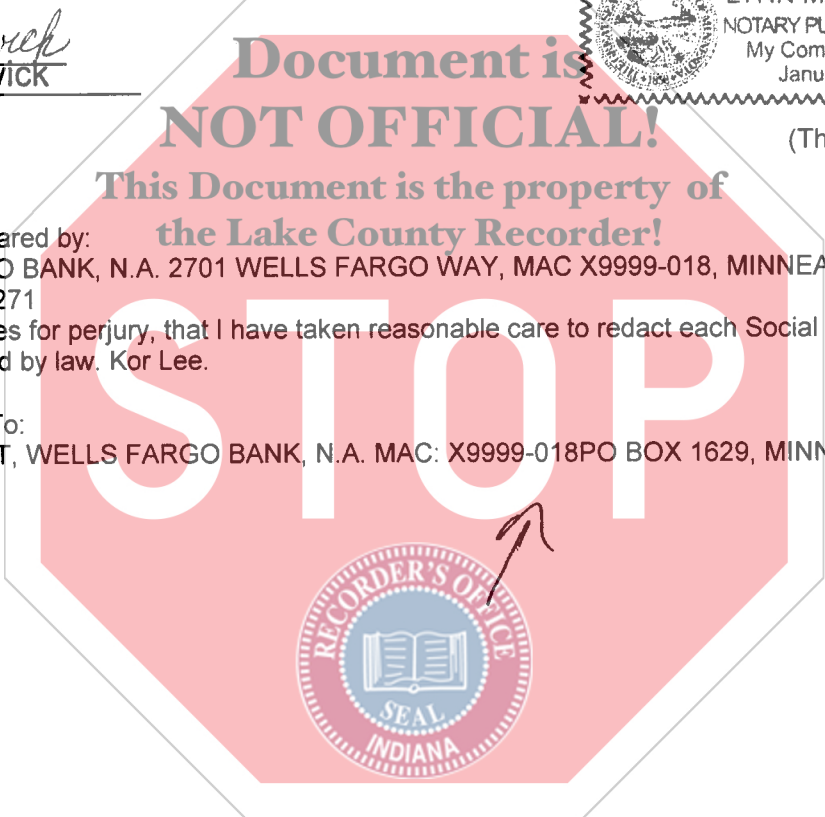 NOTARY PU
My Com
Janu
Document is
NOT OFFICIAL!
(Th
This Document is the property of
the Lake County Recorder!
ared by:
O BANK, N.A. 2701 WELLS FARGO WAY, MAC X9999-018, MINNEA
271
es for perjury, that I have taken reasonable care to redact each Social
d by law. Kor Lee.
o:
T, WELLS FARGO BANK, N.A. MAC: X9999-018PO BOX 1629, MINN
STOP
RECORDER'S OFFICE
SEAL
INDIANA